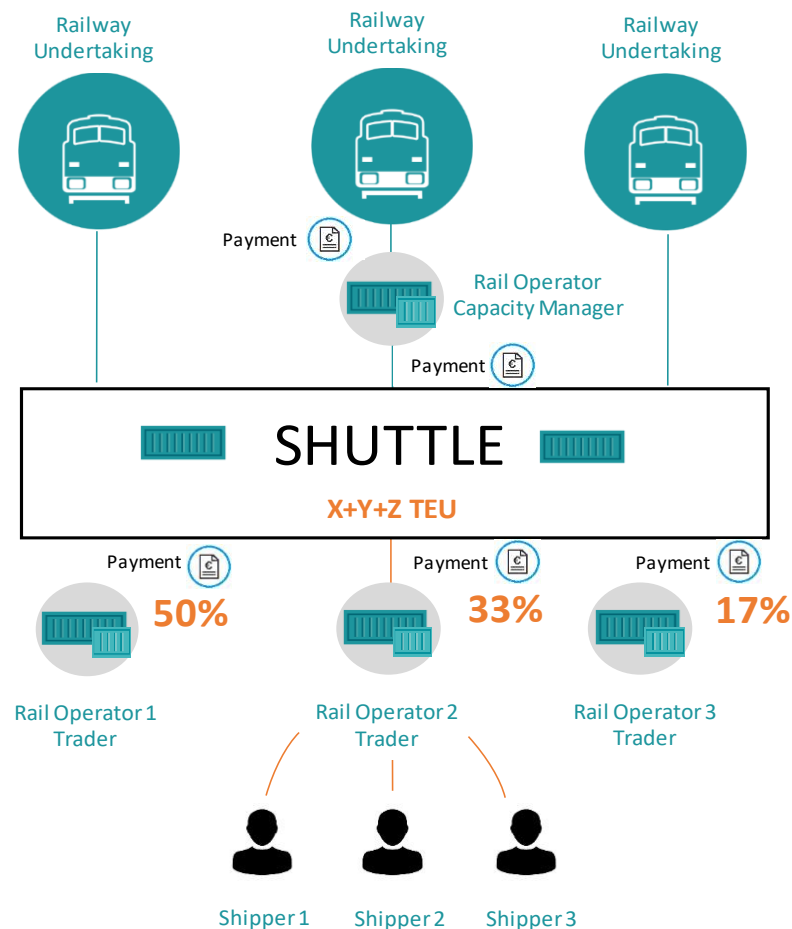 Railway
Undertaking
Railway
Undertaking
Railway
Undertaking
Payment
€
Rail Operator
Capacity Manager
Payment
€
SHUTTLE
X+Y+Z TEU
Payment
€
Payment
€
Payment
€
50%
33%
17%
Rail Operator 1
Trader
Rail Operator 2
Trader
Rail Operator 3
Trader
Shipper 1
Shipper 2
Shipper 3